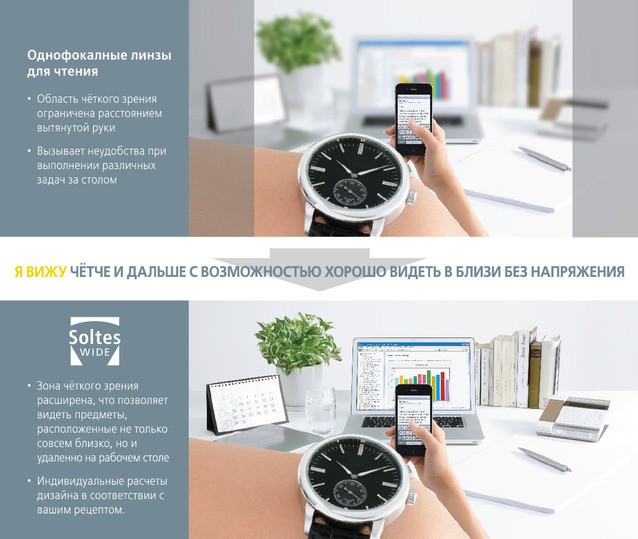 Однофокалные линзы
для чтения
• Область чёткого зрения
ограничена расстоянием
вытянутой руки
• Вызывает неудобства при
выполнении различных
задач за столом
Я ВИЖУ ЧЁТЧЕ И ДАЛЬШЕ С ВОЗМОЖНОСТЬЮ ХОРОШО ВИДЕТЬ В БЛИЗИ БЕЗ НАПРЯЖЕНИЯ
Soltes
WIDE
• Зона чёткого зрения
расширена, что позволяет
видеть предметы,
расположенные не только
совсем близко, но и
удаленно на рабочем столе
• Индивидуальные расчеты
дизайна в соответствии с
вашим рецептом.